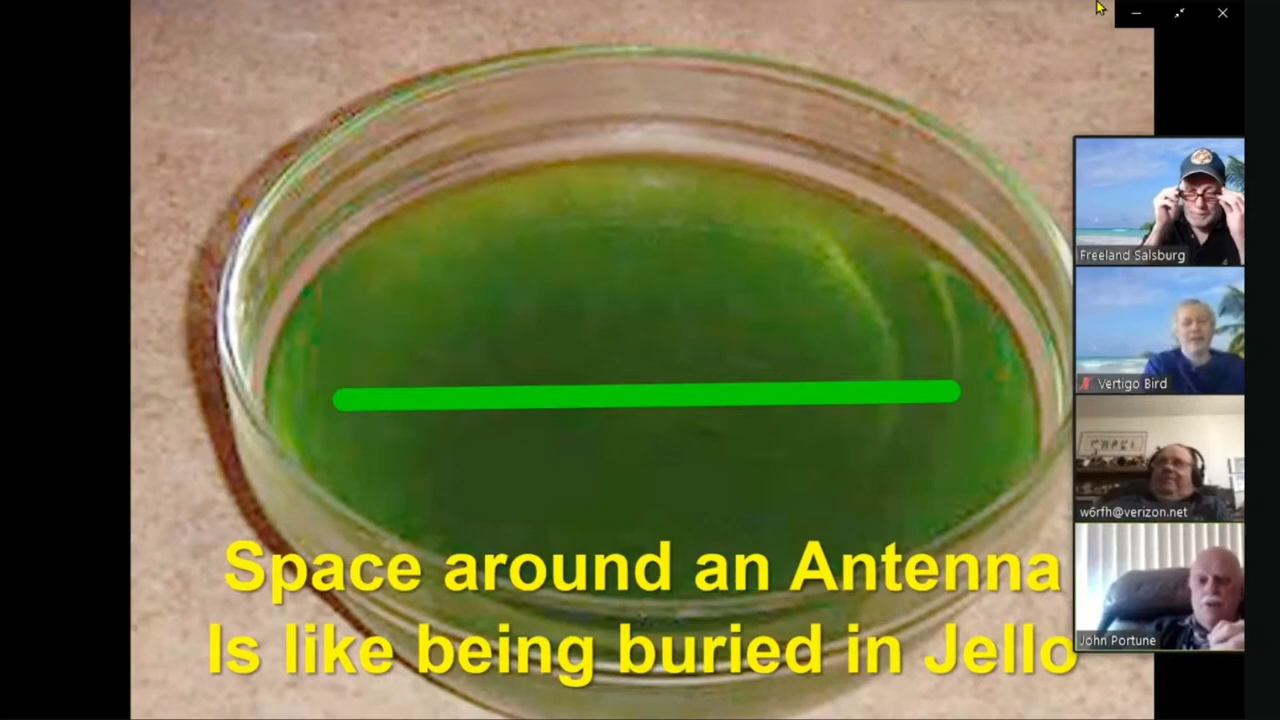 Space around an Antenna
Is like being buried in Jello
Freeland Salsburg
Vertigo Bird
w6rfh@verizon.net
John Portune